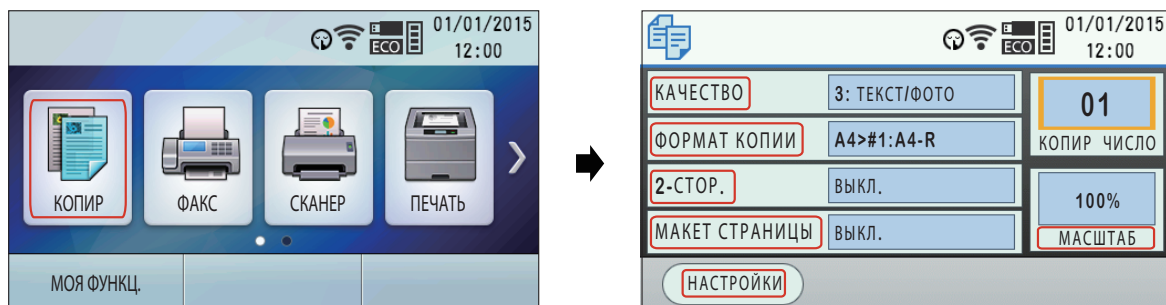 ECO
01/01/2015
12:00
КОПИР
ФАКС
СКАНЕР
ПЕЧАТЬ
МОЯ ФУНКЦ.
ECO
01/01/2015
12:00
КАЧЕСТВО
3: ТЕКСТ/ФОТО
ФОРМАТ КОПИИ
A4>#1:A4-R
2-СТОР.
ВЫКЛ.
МАКЕТ СТРАНИЦЫ
ВЫКЛ.
01
КОПИР ЧИСЛО
100%
МАСШТАБ
НАСТРОЙКИ